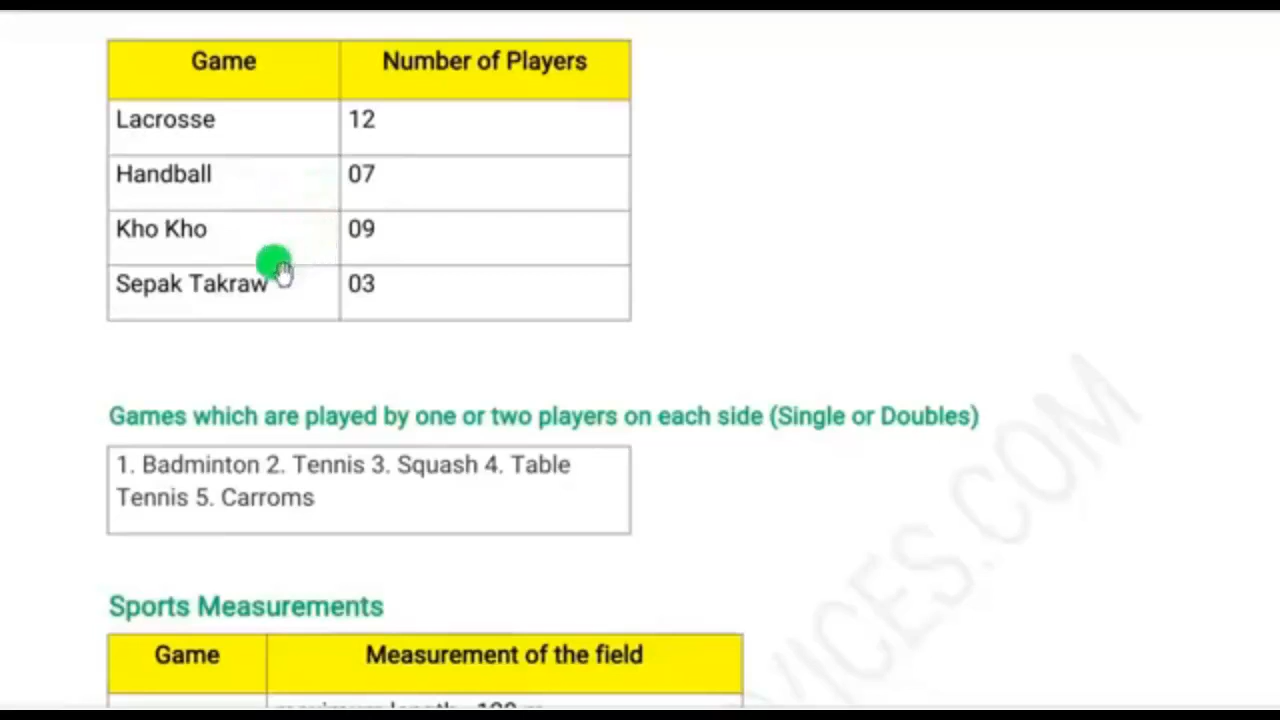 Game Number of Players
Lacrosse 12
Handball 07
Kho Kho 09
Sepak Takraw 03
Games which are played by one or two players on each side (Single or Doubles)
1. Badminton 2. Tennis 3. Squash 4. Table
Tennis 5. Carroms
Sports Measurements
Game Measurement of the field
VICES.COM